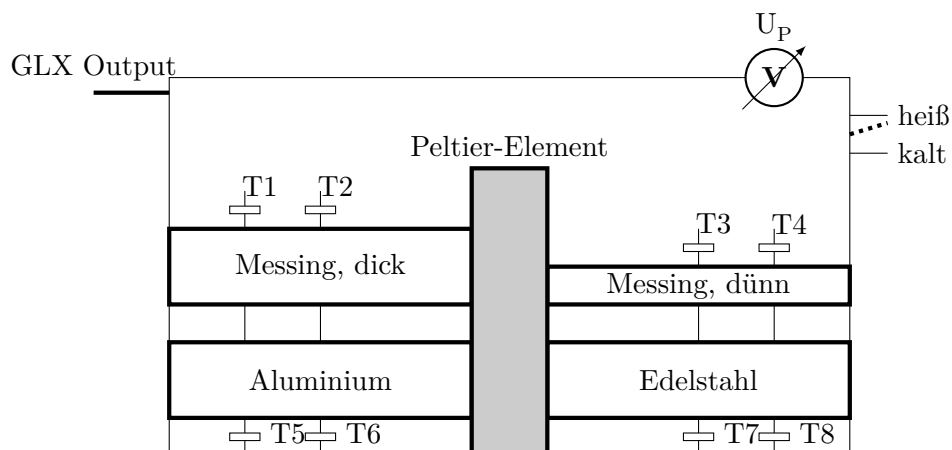 U_P
GLX Output
V
heiß
Peltier-Element
kalt
T1 T2
T3 T4
Messing, dick
Messing, dünn
Aluminium
Edelstahl
T5 T6
T7 T8